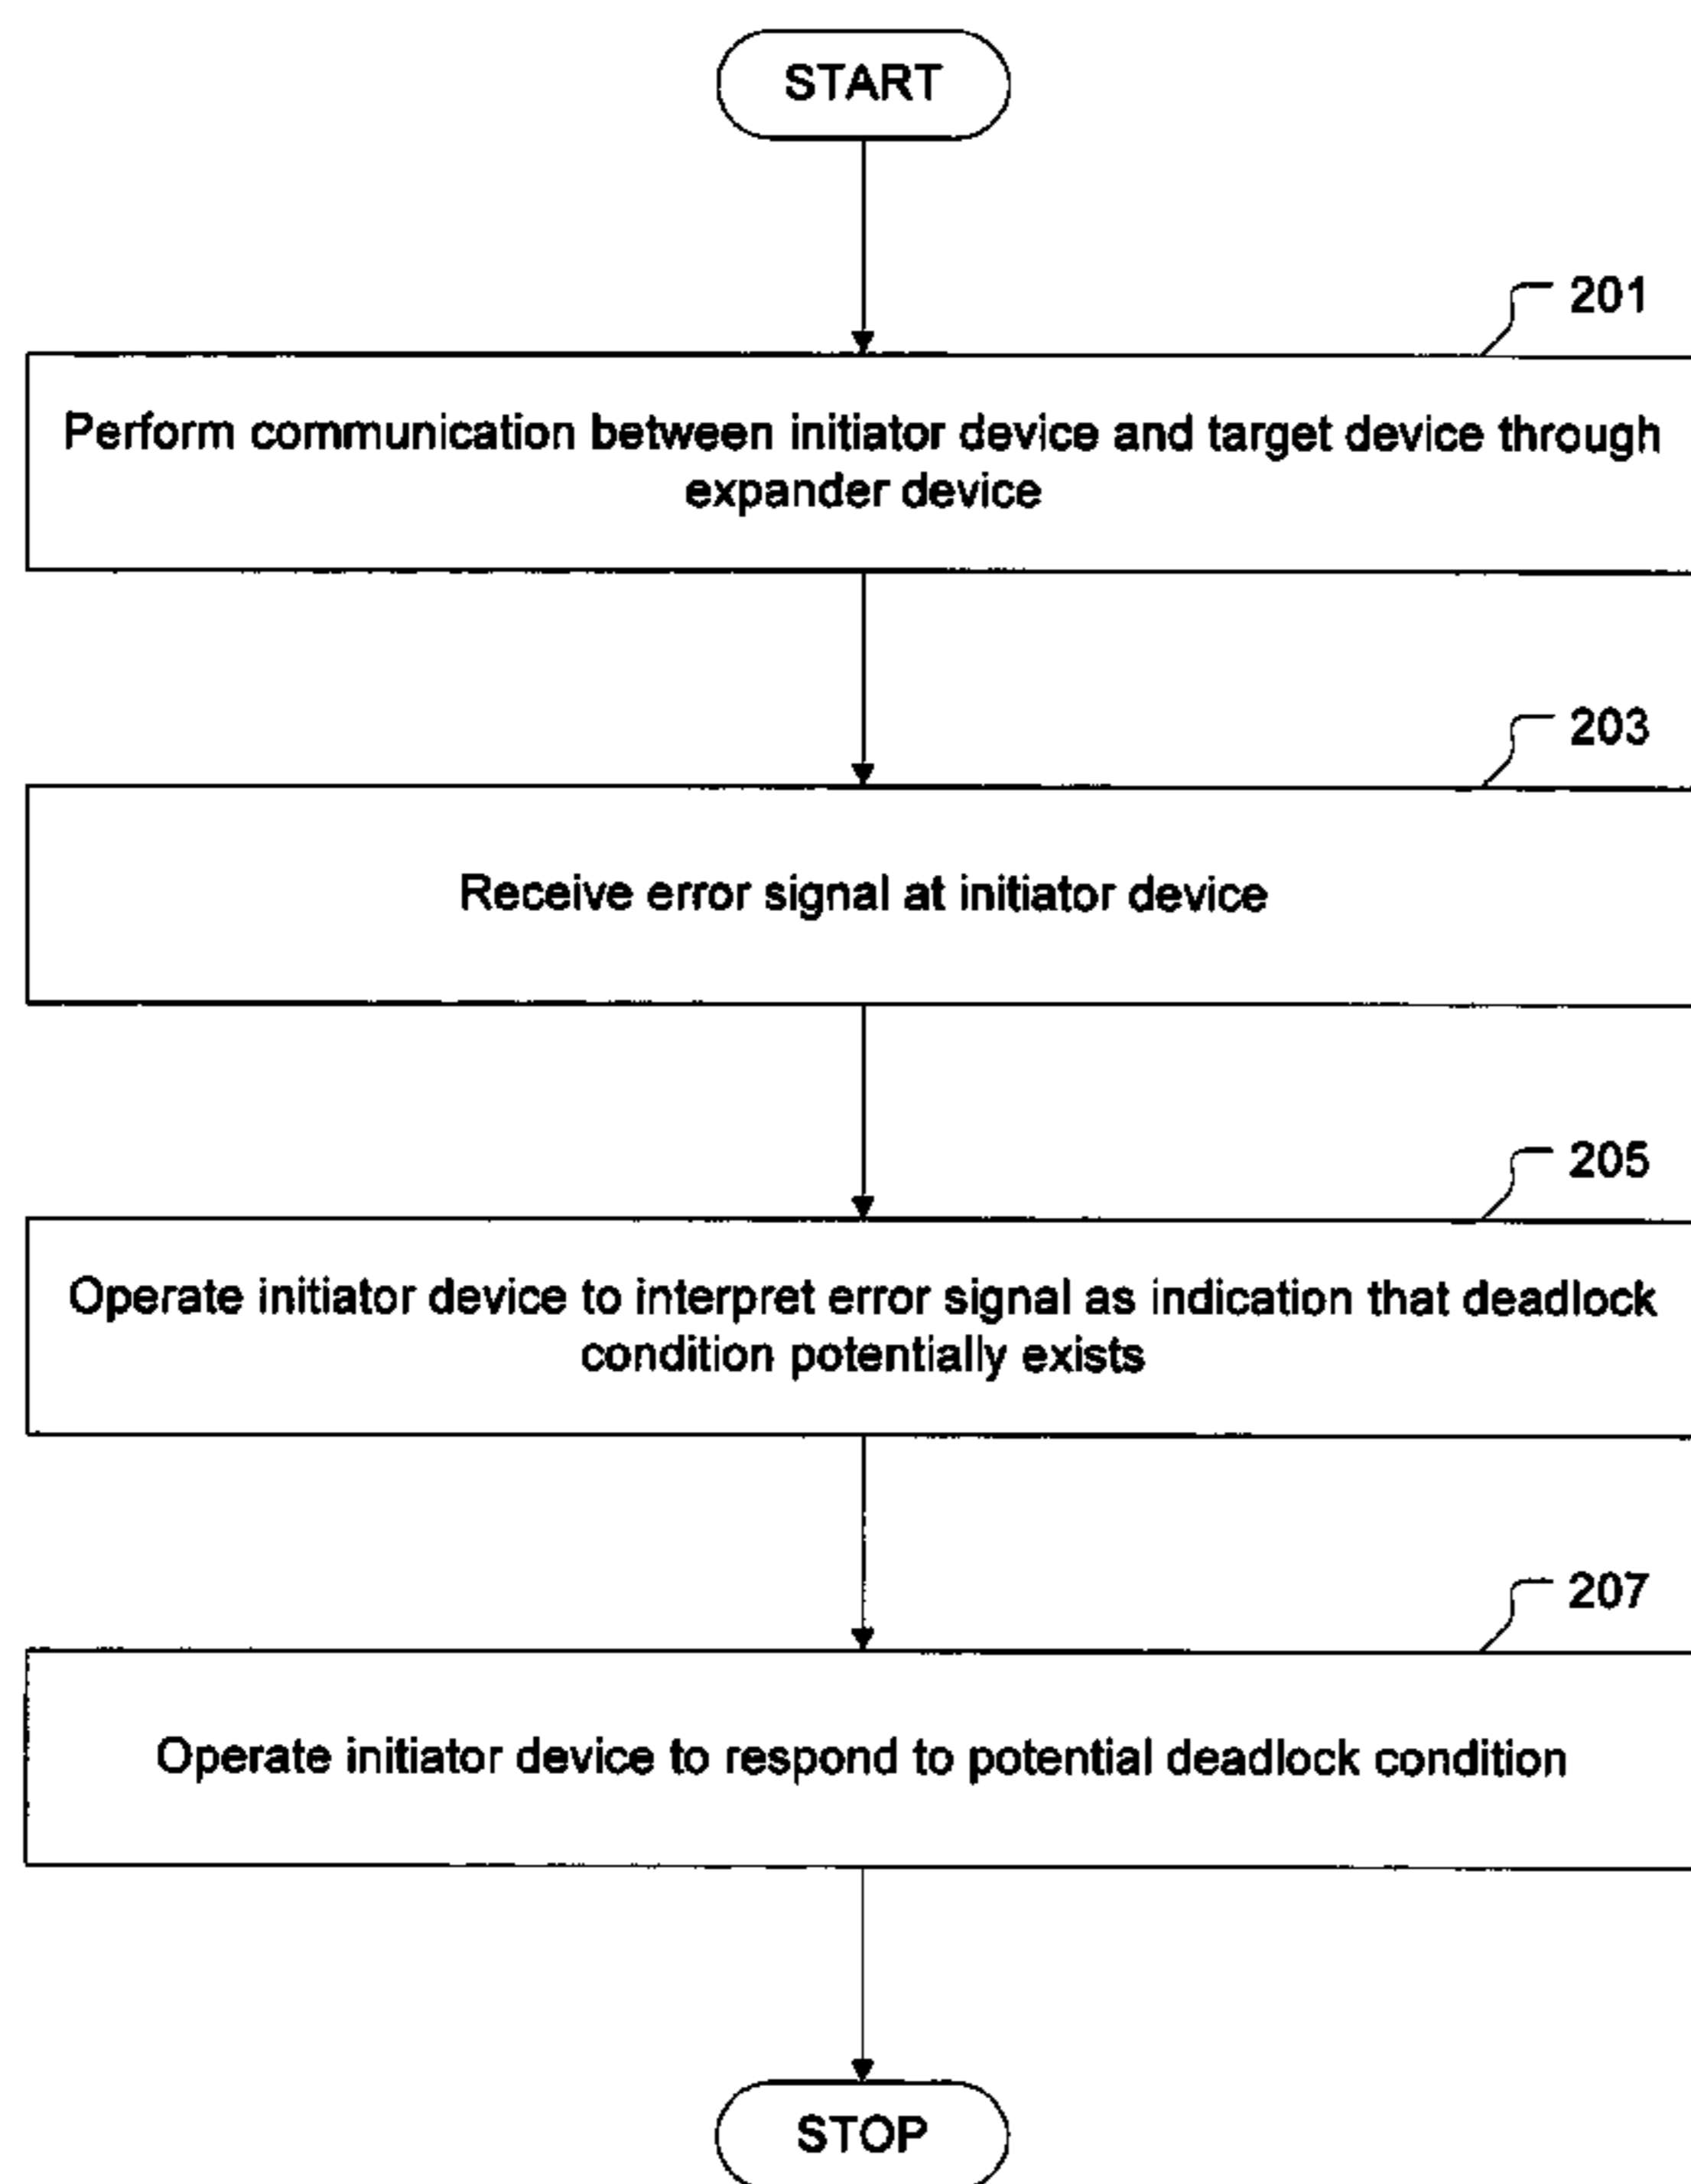 START
201
Perform communication between initiator device and target device through
expander device
203
Receive error signal at initiator device
205
Operate initiator device to interpret error signal as indication that deadlock
condition potentially exists
207
Operate initiator device to respond to potential deadlock condition
STOP